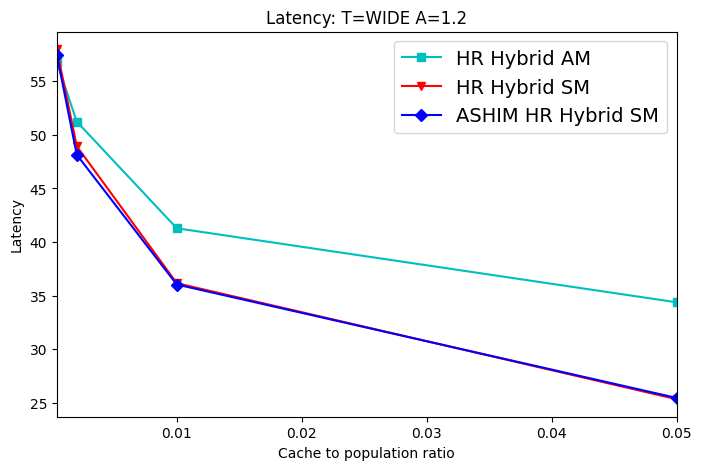 Latency: T=WIDE A=1.2
HR Hybrid AM
HR Hybrid SM
ASHIM HR Hybrid SM
Latency
55
50
45
40
35
30
25
0.01 0.02 0.03 0.04 0.05
Cache to population ratio